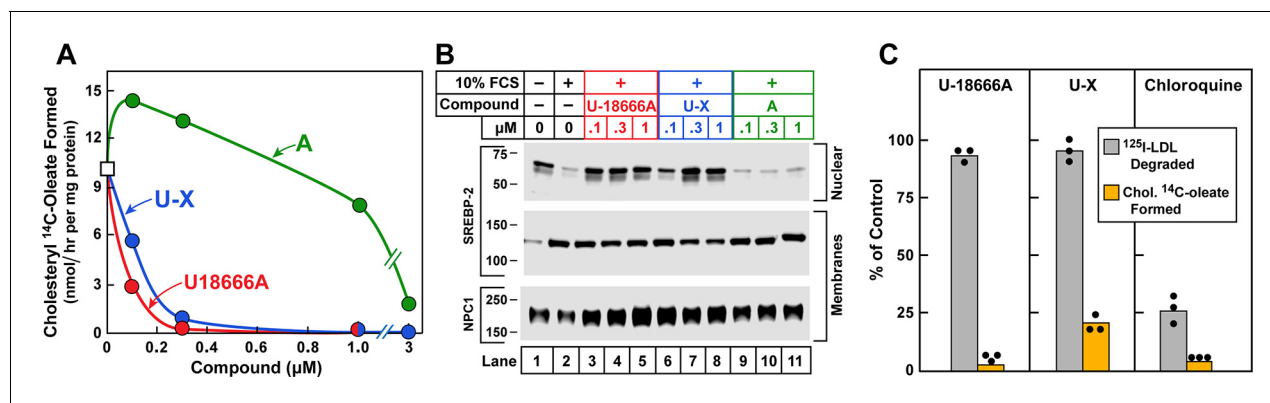 A
Cholesteryl ¹⁴C-Oleate Formed
(nmol/ hr per mg protein)
15
12
9
6
3
0
A
U-X
U18666A
0 0.2 0.4 0.6 0.8 1.0 3
Compound (µM)
B
10% FCS – + + + +
Compound – – U-18666A U-X A
µM 0 0 .1 .3 1 .1 .3 1 .1 .3 1
SREBP-2
75
50
Nuclear
150
100
Membranes
NPC1
250
150
Lane 1 2 3 4 5 6 7 8 9 10 11
C
U-18666A U-X Chloroquine
% of Control
100
75
50
25
0
¹²⁵I-LDL
Degraded
Chol. ¹⁴C-oleate
Formed